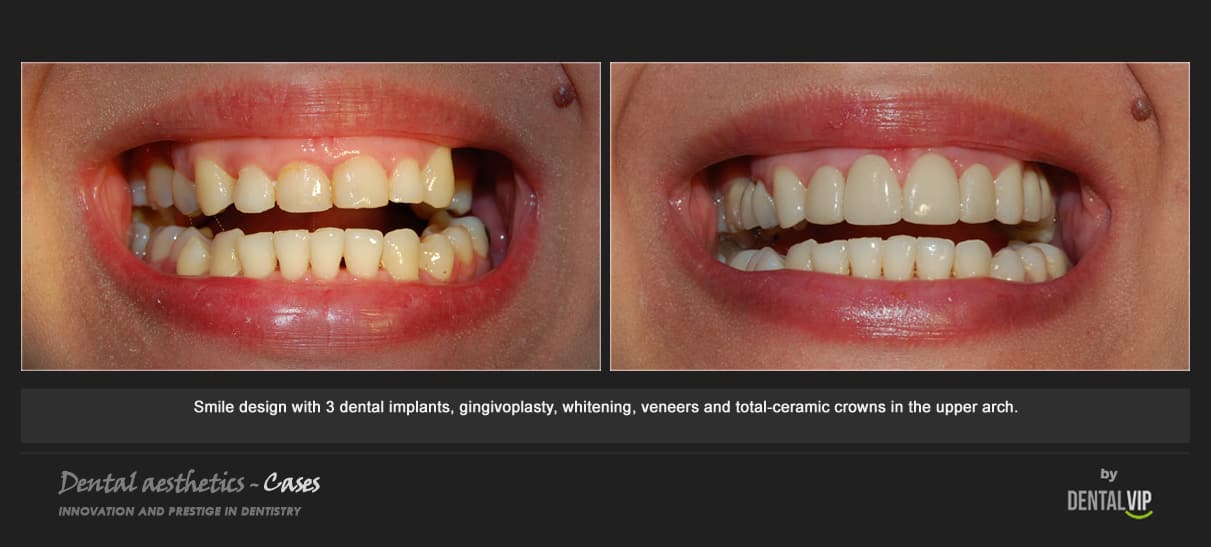 Smile design with 3 dental implants, gingivoplasty, whitening, veneers and total-ceramic crowns in the upper arch.
Dental aesthetics - Cases
INNOVATION AND PRESTIGE IN DENTISTRY
by
DENTALVIP